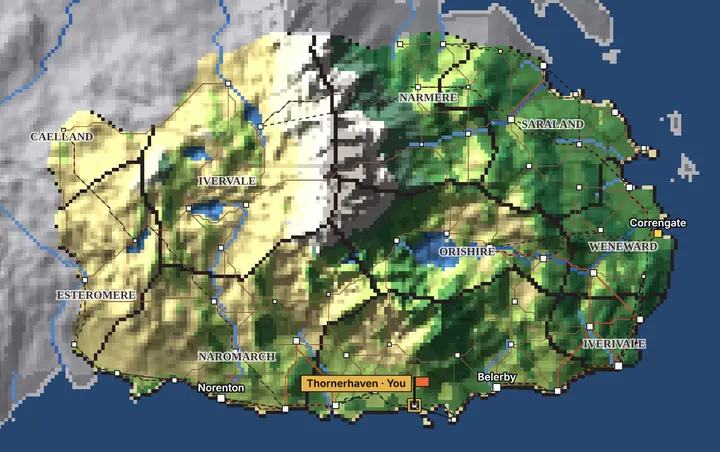 NARMERE
SARALAND
CAELLAND
IVERVALE
Correngate
WENEWARD
ORISHIRE
ESTEROMERE
IVERIVALE
NAROMARCH
Belerby
Thornerhaven · You
Norenton